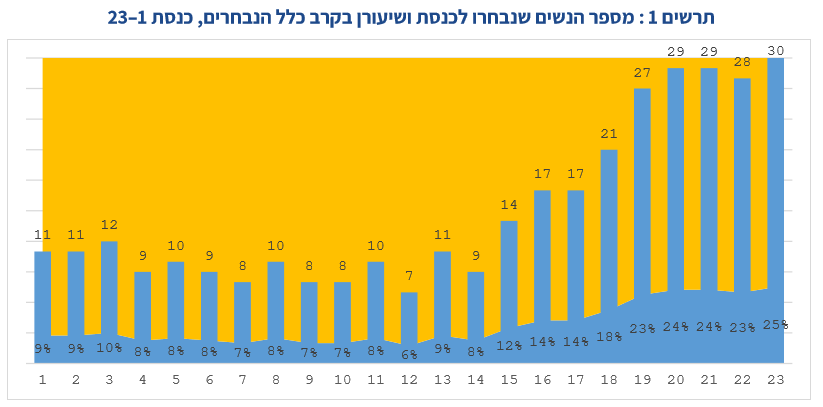 תרשים 1 : מספר הנשים שנבחרו לכנסת ושיעורן בקרב כלל הנבחרים, כנסת 1–23
11 11 12 9 10 9 8 10 8 8 10 7 11 9 14 16 17 21 27 29 29 28 30
9% 9% 10% 8% 8% 8% 7% 8% 7% 7% 8% 6% 9% 8% 12% 14% 14% 18% 23% 24% 24% 23% 25%
1 2 3 4 5 6 7 8 9 10 11 12 13 14 15 16 17 18 19 20 21 22 23